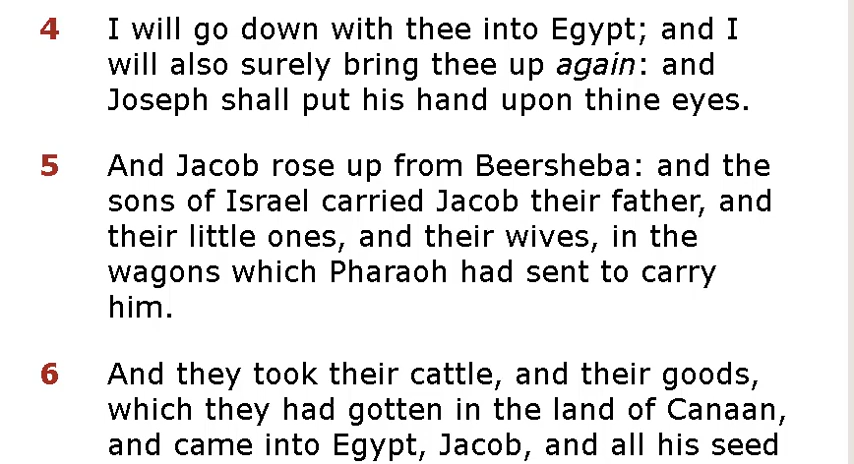 4 I will go down with thee into Egypt; and I
will also surely bring thee up again: and
Joseph shall put his hand upon thine eyes.
5 And Jacob rose up from Beersheba: and the
sons of Israel carried Jacob their father, and
their little ones, and their wives, in the
wagons which Pharaoh had sent to carry
him.
6 And they took their cattle, and their goods,
which they had gotten in the land of Canaan,
and came into Egypt, Jacob, and all his seed